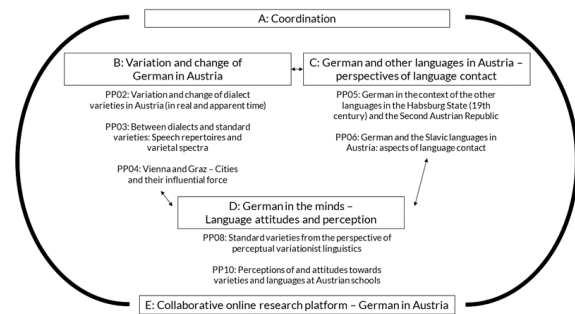 A: Coordination
B: Variation and change of
German in Austria
PP02: Variation and change of dialect
varieties in Austria (in real and apparent time)
PP03: Between dialects and standard
varieties: Speech repertoires and
varietal spectra
PP04: Vienna and Graz – Cities
and their influential force
C: German and other languages in Austria –
perspectives of language contact
PP05: German in the context of the other
languages in the Habsburg State (19th
century) and the Second Austrian Republic
PP06: German and the Slavic languages in
Austria: aspects of language contact
D: German in the minds –
Language attitudes and perception
PP08: Standard varieties from the perspective of
perceptual variationist linguistics
PP10: Perceptions of and attitudes towards
varieties and languages at Austrian schools
E: Collaborative online research platform – German in Austria